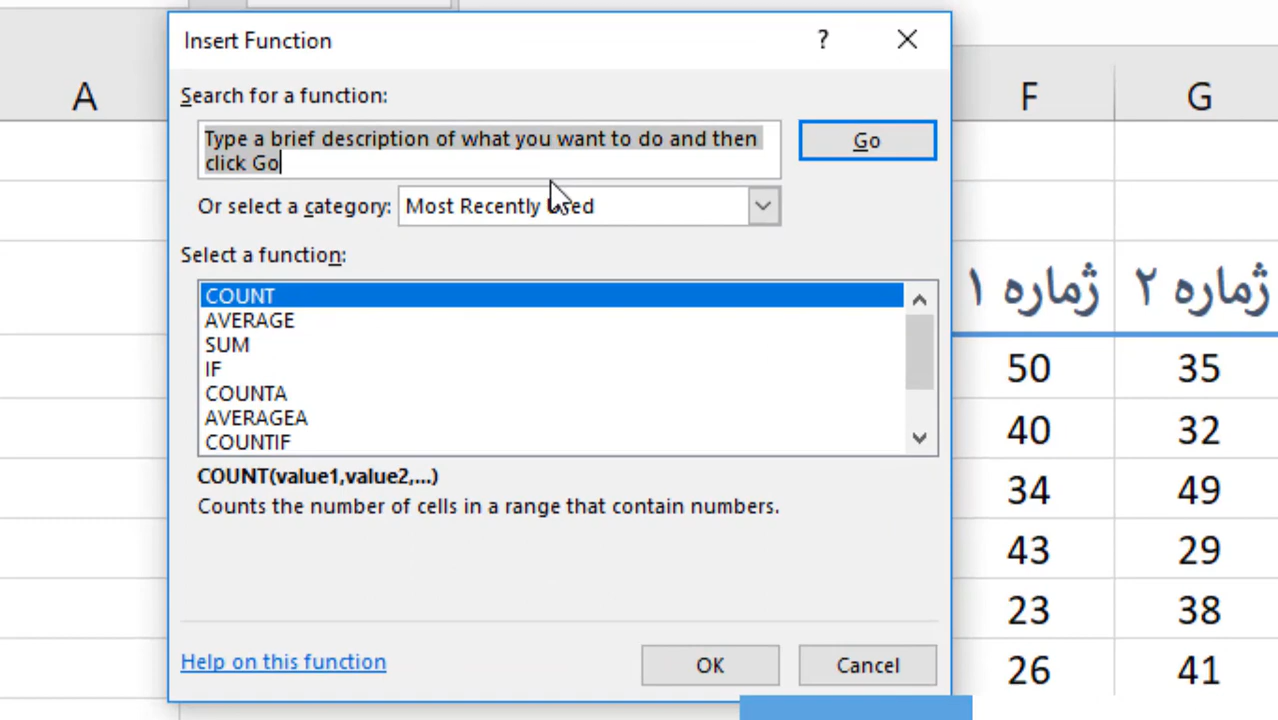 Insert Function
?
Search for a function:
Type a brief description of what you want to do and then
click Go
Go
Or select a category: Most Recently Used
Select a function:
COUNT
AVERAGE
SUM
IF
COUNTA
AVERAGEA
COUNTIF
COUNT(value1,value2,...)
Counts the number of cells in a range that contain numbers.
Help on this function
OK
Cancel
A
F G
ژماره ۱ ژماره ۲
50 35
40 32
34 49
43 29
23 38
26 41